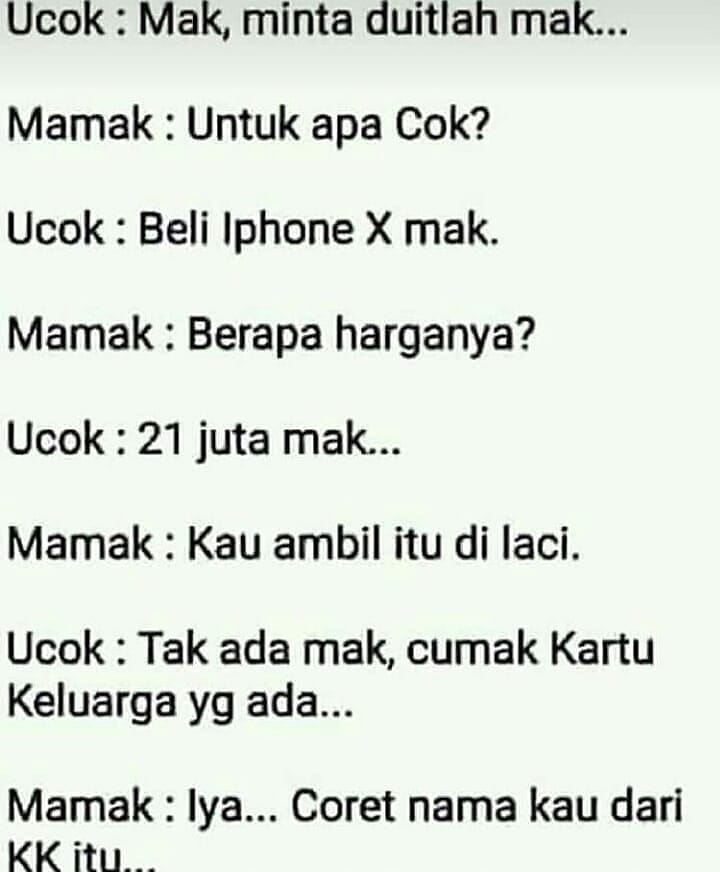 Ucok : Mak, minta duitlah mak...
Mamak : Untuk apa Cok?
Ucok : Beli Iphone X mak.
Mamak : Berapa harganya?
Ucok : 21 juta mak...
Mamak : Kau ambil itu di laci.
Ucok : Tak ada mak, cumak Kartu
Keluarga yg ada...
Mamak : Iya... Coret nama kau dari
KK itu...